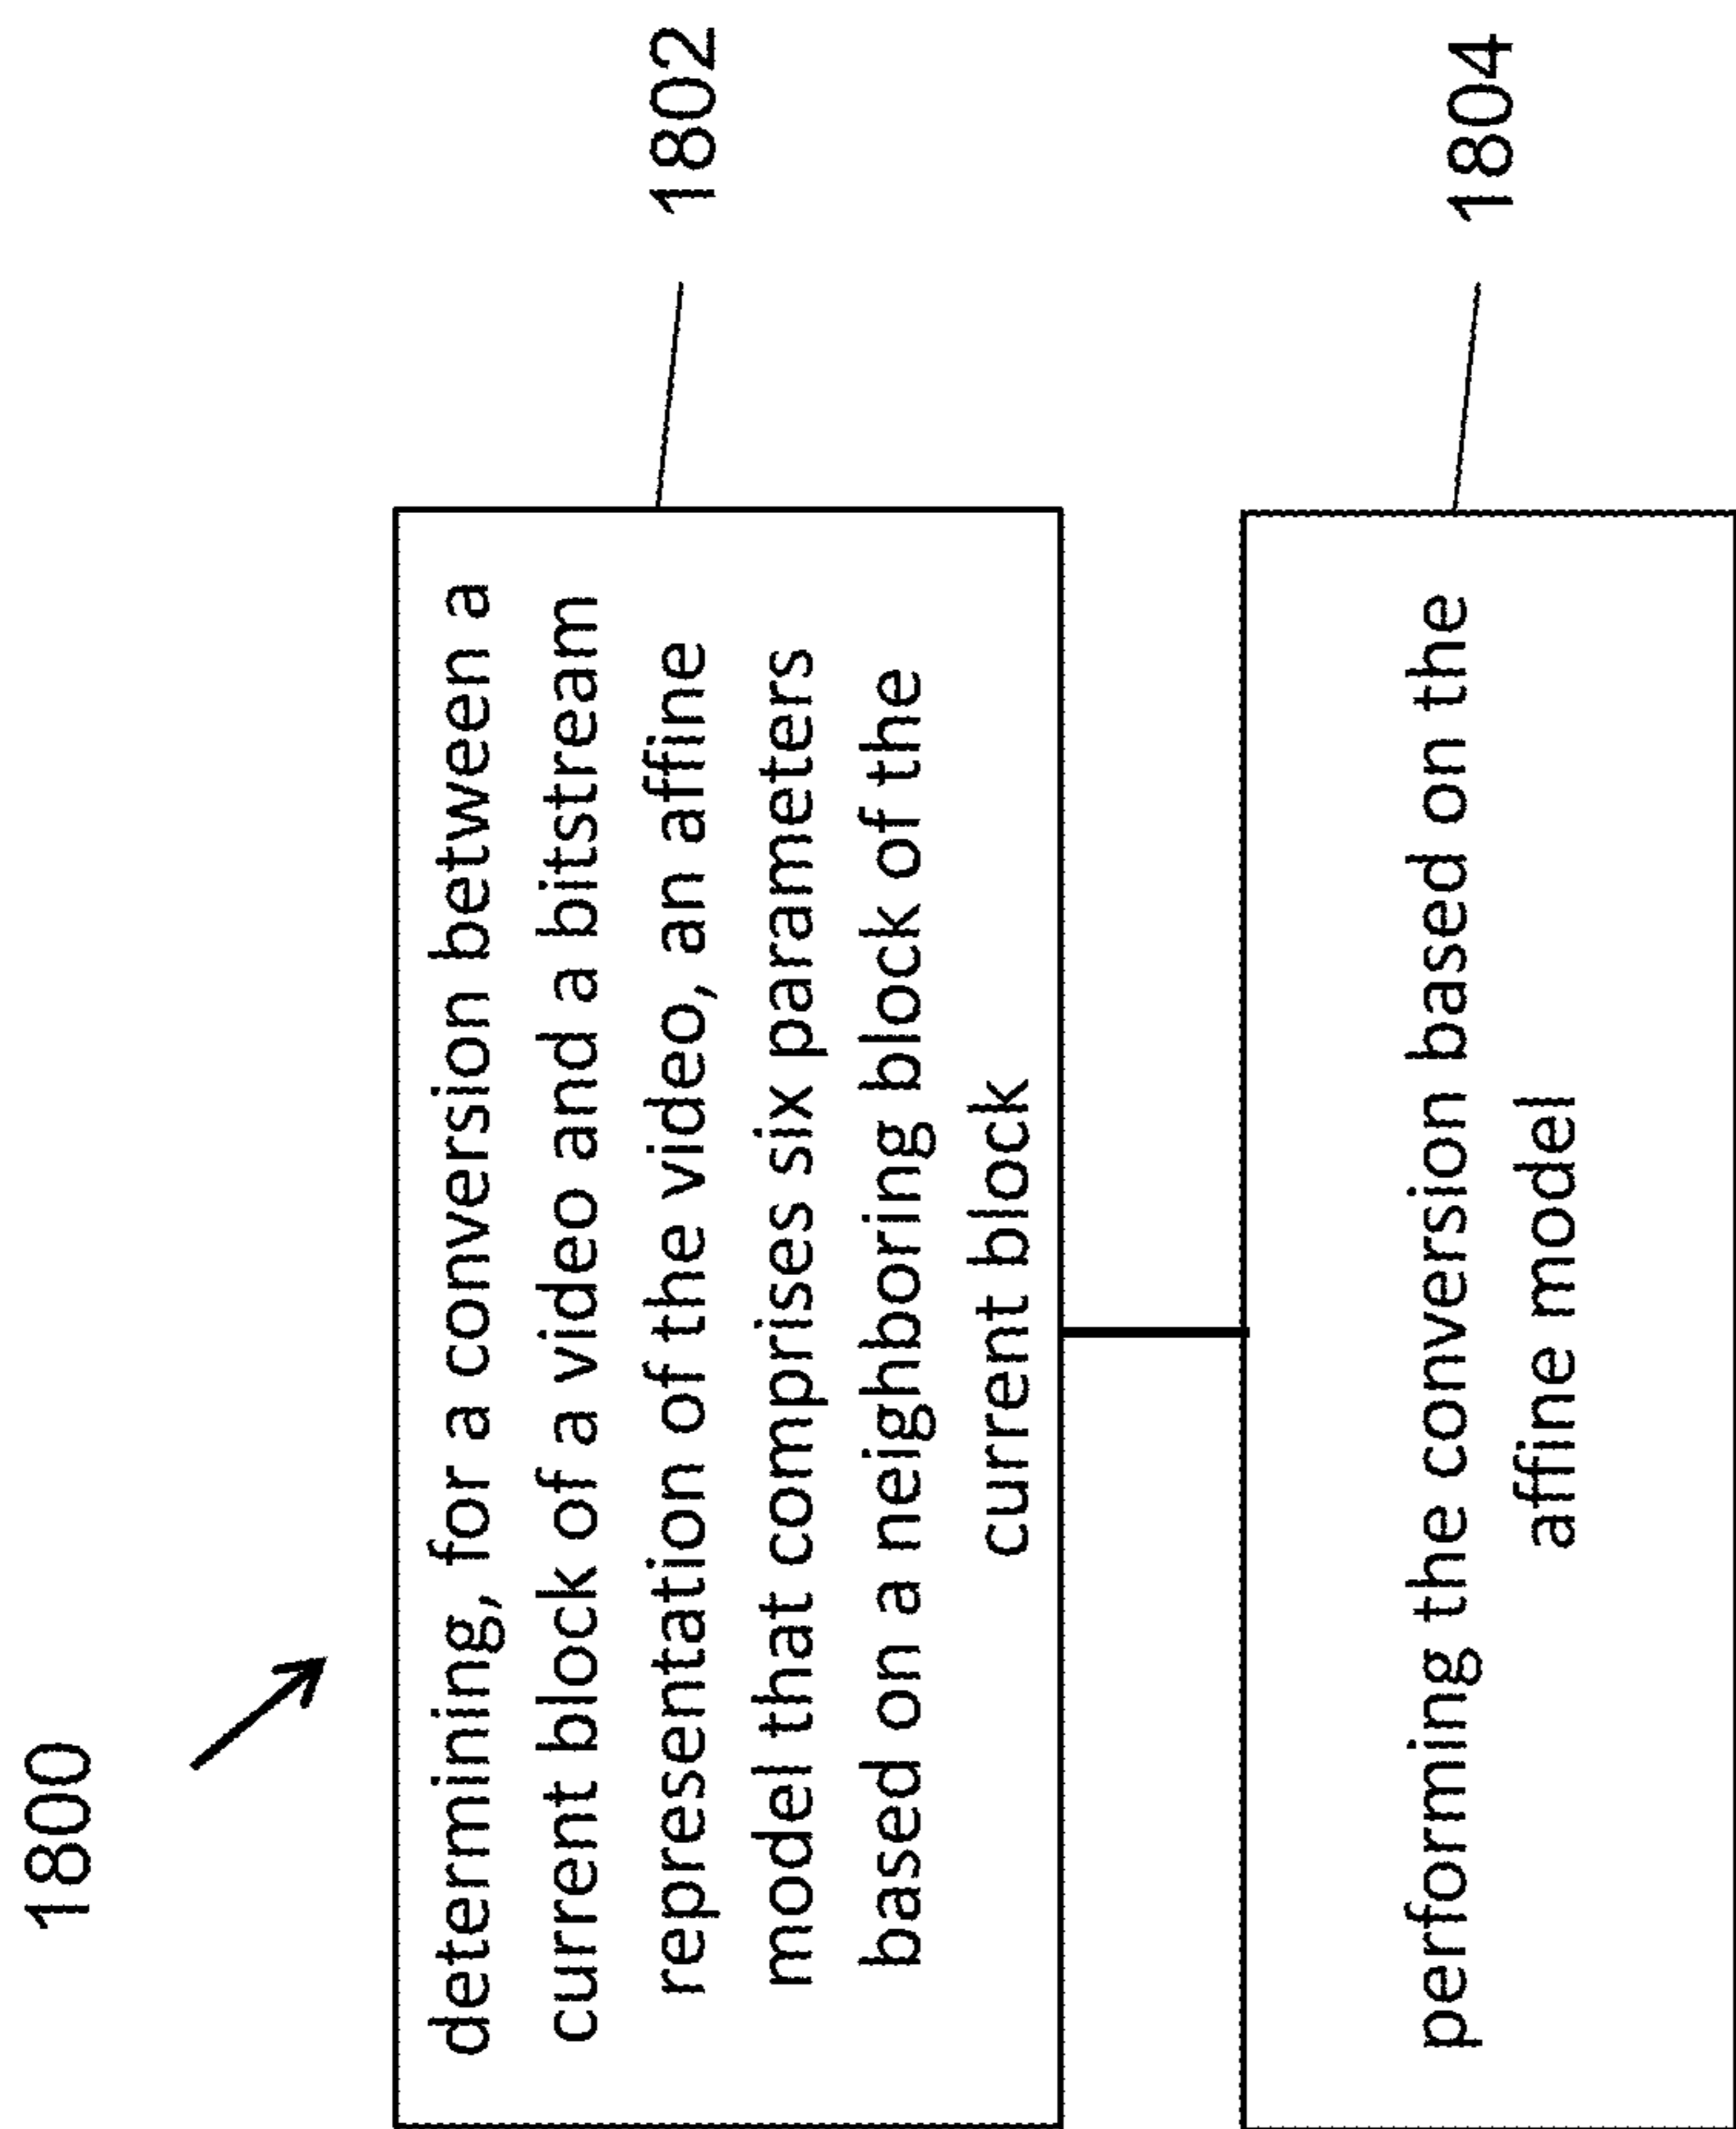 1800
determining, for a conversion between a
current block of a video and a bitstream
representation of the video, an affine
model that comprises six parameters
based on a neighboring block of the
current block
1802
performing the conversion based on the
affine model
1804